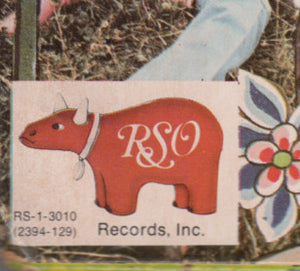 RSO
RS-1-3010
(2394-129)
Records, Inc.